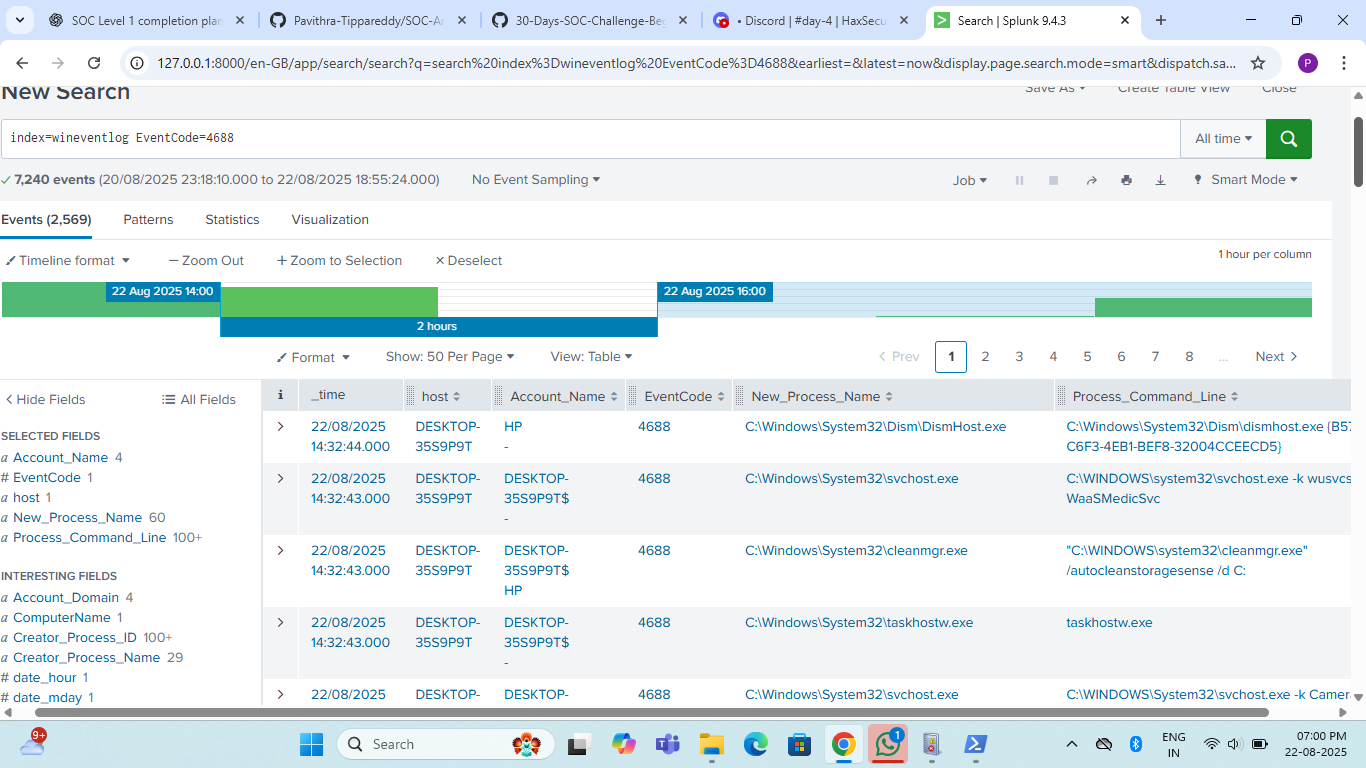 SOC Level 1 completion plan
Pavithra-Tippareddy/SOC-An
30-Days-SOC-Challenge-Beg
• Discord | #day-4 | HaxSecu
Search | Splunk 9.4.3
127.0.0.1:8000/en-GB/app/search/search?q=search%20index%3Dwineventlog%20EventCode%3D4688&earliest=&latest=now&display.page.search.mode=smart&dispatch.sa...
P
New Search
Save As
Create Table View
Close
index=wineventlog EventCode=4688
All time
7,240 events (20/08/2025 23:18:10.000 to 22/08/2025 18:55:24.000)
No Event Sampling
Job
Smart Mode
Events (2,569)
Patterns
Statistics
Visualization
Timeline format
— Zoom Out
+ Zoom to Selection
× Deselect
1 hour per column
22 Aug 2025 14:00
22 Aug 2025 16:00
2 hours
Format
Show: 50 Per Page
View: Table
< Prev 1 2 3 4 5 6 7 8 ... Next >
< Hide Fields
All Fields
i _time host Account_Name EventCode New_Process_Name Process_Command_Line
SELECTED FIELDS
a Account_Name 4
# EventCode 1
a host 1
a New_Process_Name 60
a Process_Command_Line 100+
INTERESTING FIELDS
a Account_Domain 4
a ComputerName 1
a Creator_Process_ID 100+
a Creator_Process_Name 29
# date_hour 1
# date_mday 1
> 22/08/2025 DESKTOP- HP 4688 C:\Windows\System32\Dism\DismHost.exe C:\Windows\System32\Dism\dismhost.exe {B57
14:32:44.000 35S9P9T - C6F3-4EB1-BEF8-32004CCEECD5}
> 22/08/2025 DESKTOP- DESKTOP- 4688 C:\Windows\System32\svchost.exe C:\WINDOWS\system32\svchost.exe -k wusvcs
14:32:43.000 35S9P9T 35S9P9T$ WaaSMedicSvc
-
> 22/08/2025 DESKTOP- DESKTOP- 4688 C:\Windows\System32\cleanmgr.exe "C:\WINDOWS\system32\cleanmgr.exe"
14:32:43.000 35S9P9T 35S9P9T$ /autocleanstoragesense /d C:
HP
> 22/08/2025 DESKTOP- DESKTOP- 4688 C:\Windows\System32\taskhostw.exe taskhostw.exe
14:32:43.000 35S9P9T 35S9P9T$
-
> 22/08/2025 DESKTOP- DESKTOP- 4688 C:\Windows\System32\svchost.exe C:\WINDOWS\System32\svchost.exe -k Camer
9+
Search
1
ENG
IN
07:00 PM
22-08-2025